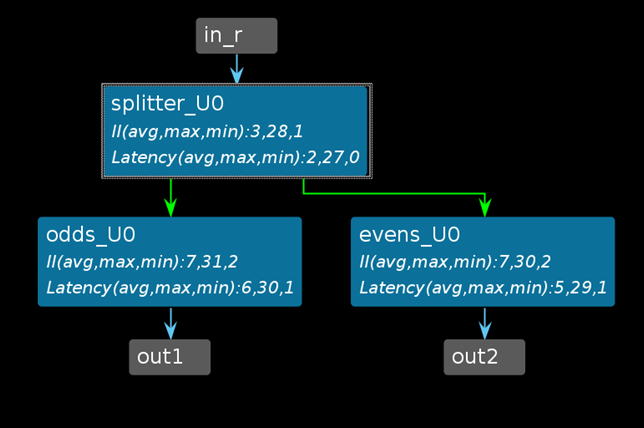 in_r
splitter_U0
II(avg,max,min):3,28,1
Latency(avg,max,min):2,27,0
odds_U0
II(avg,max,min):7,31,2
Latency(avg,max,min):6,30,1
evens_U0
II(avg,max,min):7,30,2
Latency(avg,max,min):5,29,1
out1
out2